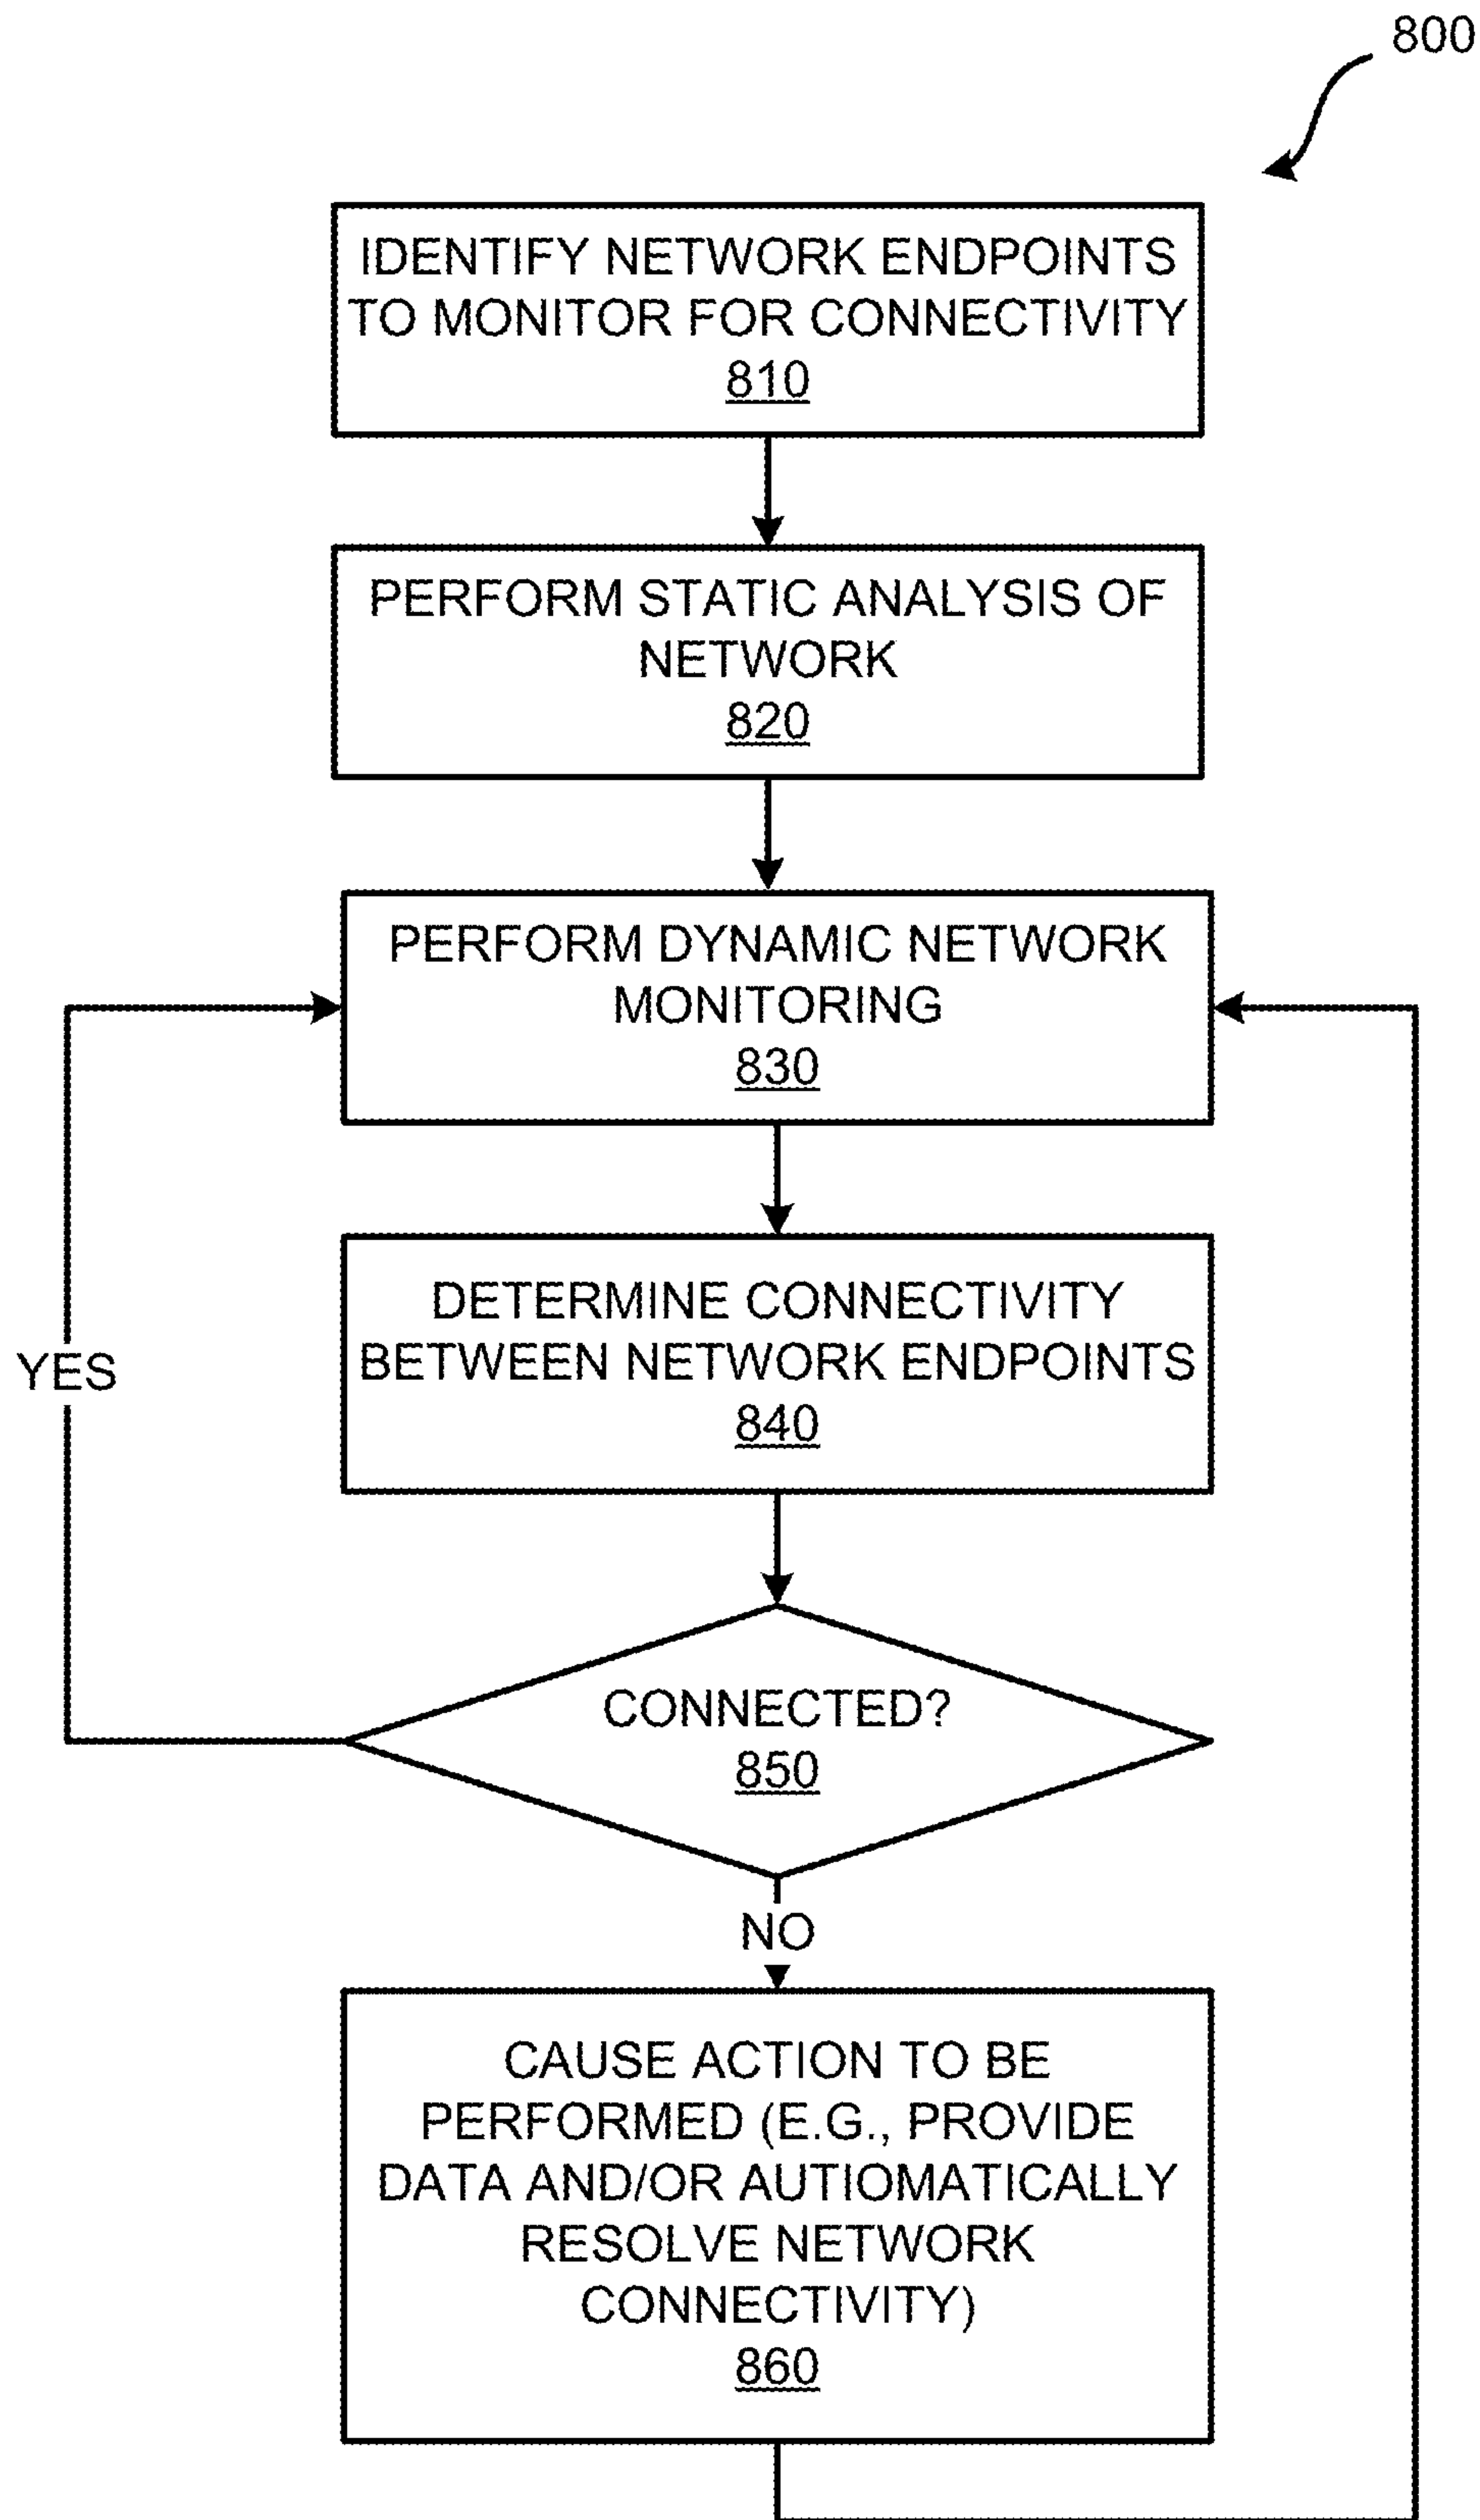 800
IDENTIFY NETWORK ENDPOINTS
TO MONITOR FOR CONNECTIVITY
810
PERFORM STATIC ANALYSIS OF
NETWORK
820
PERFORM DYNAMIC NETWORK
MONITORING
830
DETERMINE CONNECTIVITY
BETWEEN NETWORK ENDPOINTS
840
YES
CONNECTED?
850
NO
CAUSE ACTION TO BE
PERFORMED (E.G., PROVIDE
DATA AND/OR AUTIOMATICALLY
RESOLVE NETWORK
CONNECTIVITY)
860